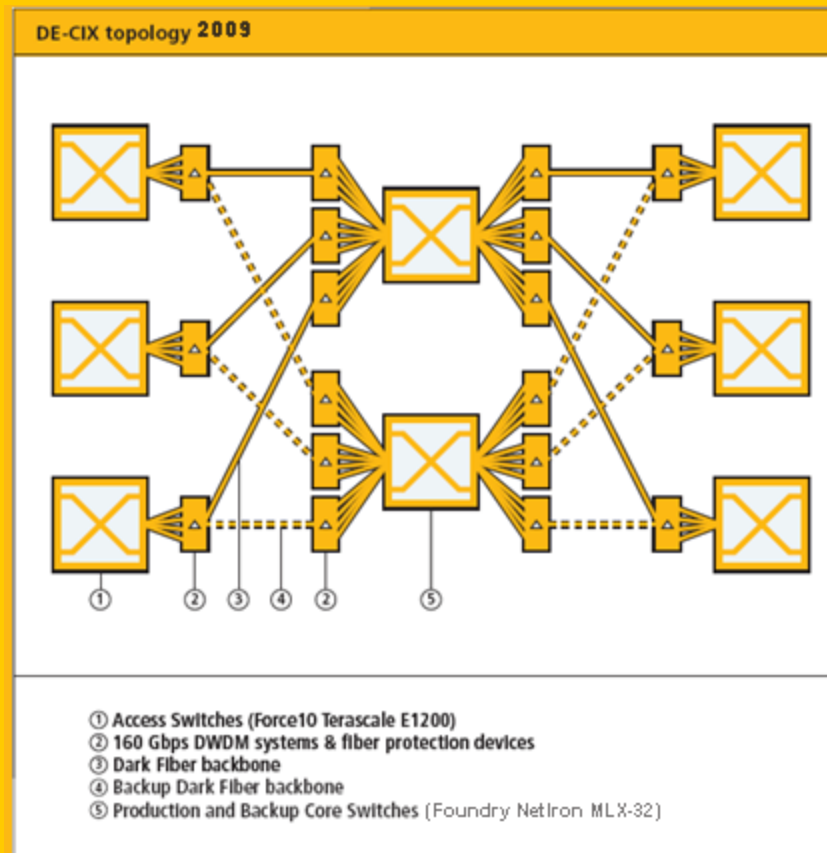 DE-CIX topology 2009
① ② ③ ④ ② ⑤
① Access Switches (Force10 Terascale E1200)
② 160 Gbps DWDM systems & fiber protection devices
③ Dark Fiber backbone
④ Backup Dark Fiber backbone
⑤ Production and Backup Core Switches (Foundry NetIron MLX-32)